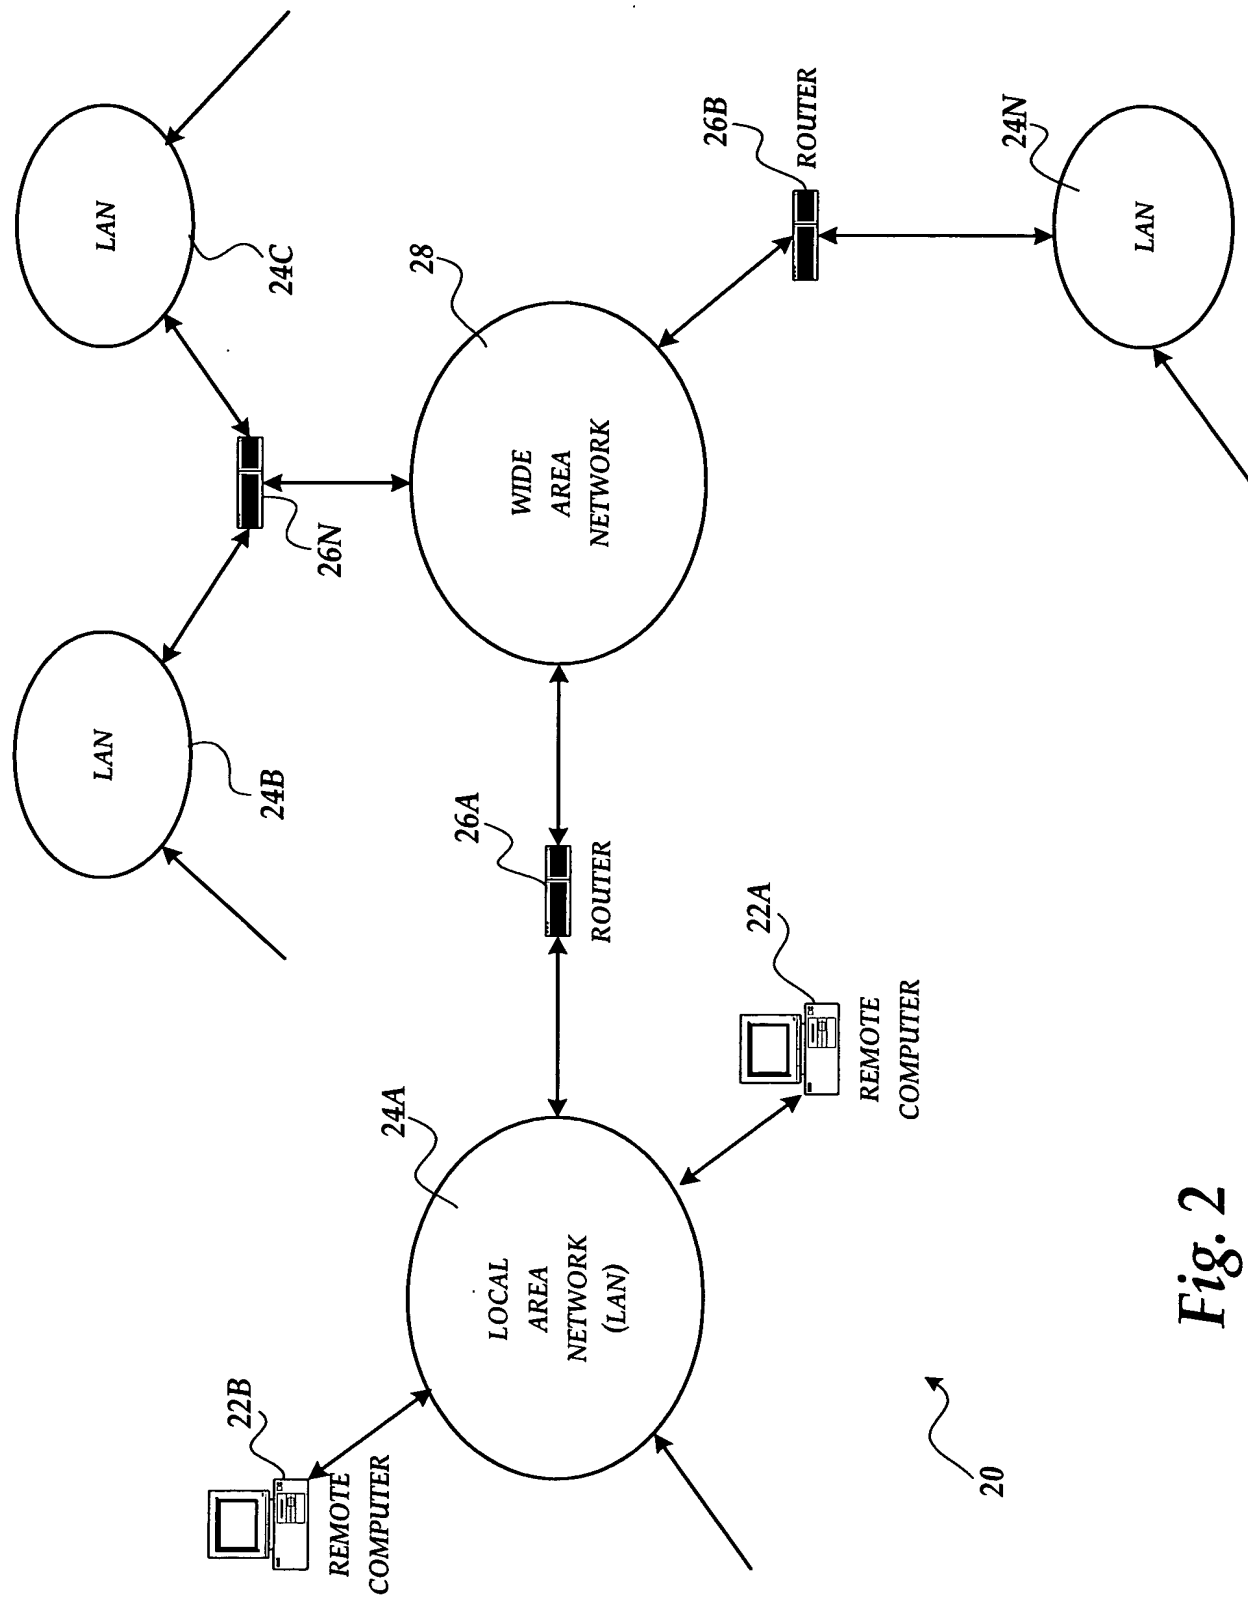 22B
REMOTE
COMPUTER
24A
LOCAL
AREA
NETWORK
(LAN)
22A
REMOTE
COMPUTER
26A
ROUTER
LAN
24B
26N
LAN
24C
28
WIDE
AREA
NETWORK
26B
ROUTER
24N
LAN
20
Fig. 2